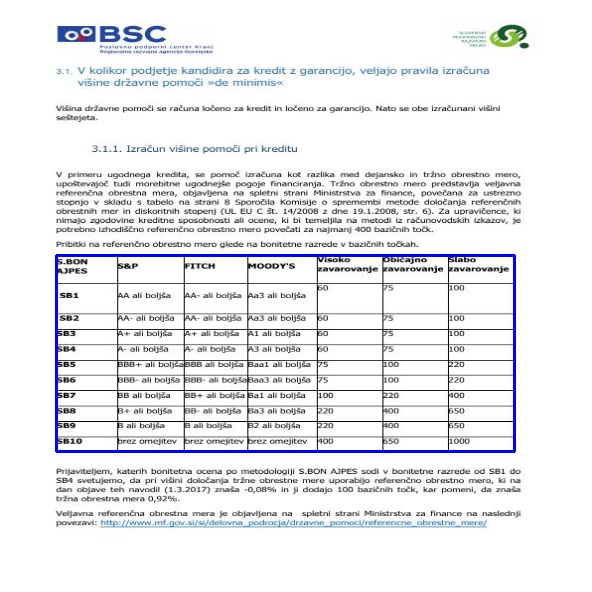 BSC
Poslovno podporni center Kranj
Regionalna razvojna agencija Gorenjske
SLOVENSKI
REGIONALNO
RAZVOJNI
SKLAD
3.1. V kolikor podjetje kandidira za kredit z garancijo, veljajo pravila izračuna
višine državne pomoči »de minimis«
Višina državne pomoči se računa ločeno za kredit in ločeno za garancijo. Nato se obe izračunani višini
seštejeta.
3.1.1. Izračun višine pomoči pri kreditu
V primeru ugodnega kredita, se pomoč izračuna kot razlika med dejansko in tržno obrestno mero,
upoštevajoč tudi morebitne ugodnejše pogoje financiranja. Tržno obrestno mero predstavlja veljavna
referenčna obrestna mera, objavljena na spletni strani Ministrstva za finance, povečana za ustrezno
stopnjo v skladu s tabelo na strani 8 Sporočila Komisije o spremembi metode določanja referenčnih
obrestnih mer in diskontnih stopenj (UL EU C št. 14/2008 z dne 19.1.2008, str. 6). Za upravičence, ki
nimajo zgodovine kreditne sposobnosti ali ocene, ki bi temeljila na metodi iz računovodskih izkazov, je
potrebno izhodiščno referenčno obrestno mero povečati za najmanj 400 bazičnih točk.
Pribitki na referenčno obrestno mero glede na bonitetne razrede v bazičnih točkah.
S.BON AJPES S&P FITCH MOODY'S Visoko zavarovanje Običajno zavarovanje Slabo zavarovanje
SB1 AA ali boljša AA- ali boljša Aa3 ali boljša 60 75 100
SB2 AA- ali boljša AA- ali boljša Aa3 ali boljša 60 75 100
SB3 A+ ali boljša A+ ali boljša A1 ali boljša 60 75 100
SB4 A- ali boljša A- ali boljša A3 ali boljša 60 75 100
SB5 BBB+ ali boljša BBB ali boljša Baa1 ali boljša 75 100 220
SB6 BBB- ali boljša BBB- ali boljša Baa3 ali boljša 75 100 220
SB7 BB ali boljša BB+ ali boljša Ba1 ali boljša 100 220 400
SB8 B+ ali boljša BB- ali boljša Ba3 ali boljša 220 400 650
SB9 B ali boljša B ali boljša B2 ali boljša 220 400 650
SB10 brez omejitev brez omejitev brez omejitev 400 650 1000
Prijaviteljem, katerih bonitetna ocena po metodologiji S.BON AJPES sodi v bonitetne razrede od SB1 do
SB4 svetujemo, da pri višini določanja tržne obrestne mere uporabijo referenčno obrestno mero, ki na
dan objave teh navodil (1.3.2017) znaša -0,08% in ji dodajo 100 bazičnih točk, kar pomeni, da znaša
tržna obrestna mera 0,92%.
Veljavna referenčna obrestna mera je objavljena na spletni strani Ministrstva za finance na naslednji
povezavi: http://www.mf.gov.si/si/delovna_podrocja/drzavne_pomoci/referencne_obrestne_mere/